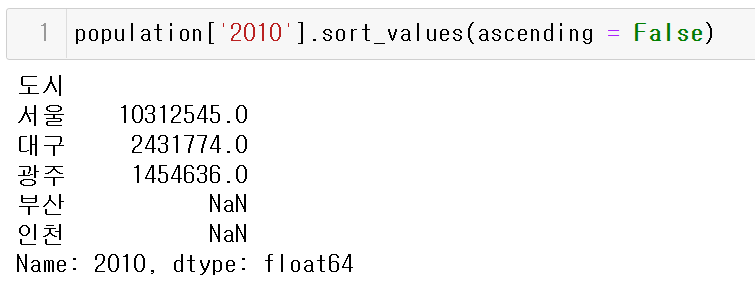 1 population['2010'].sort_values(ascending = False)
도시
서울 10312545.0
대구 2431774.0
광주 1454636.0
부산 NaN
인천 NaN
Name: 2010, dtype: float64